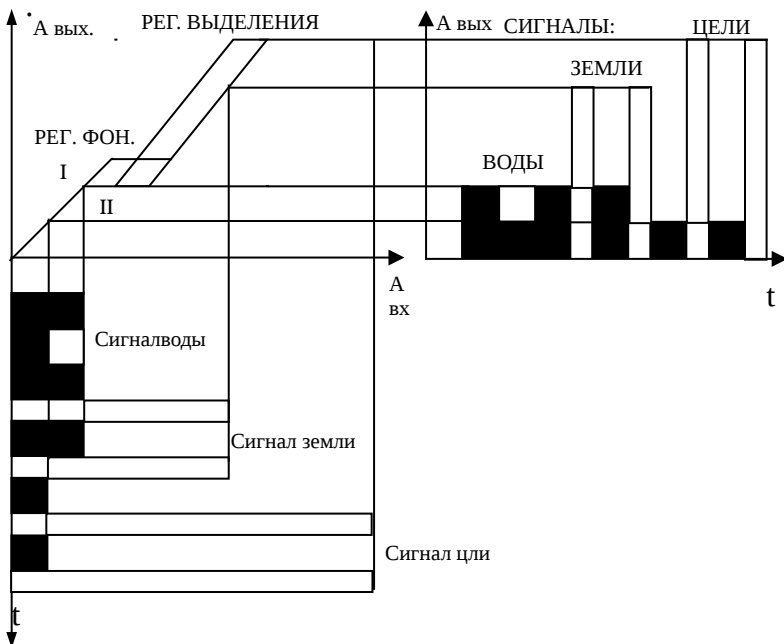 А вых.
РЕГ. ВЫДЕЛЕНИЯ
А вых
СИГНАЛЫ:
ЦЕЛИ
ЗЕМЛИ
РЕГ. ФОН.
I
ВОДЫ
II
А
вх
t
Сигналводы
Сигнал земли
Сигнал цли
t